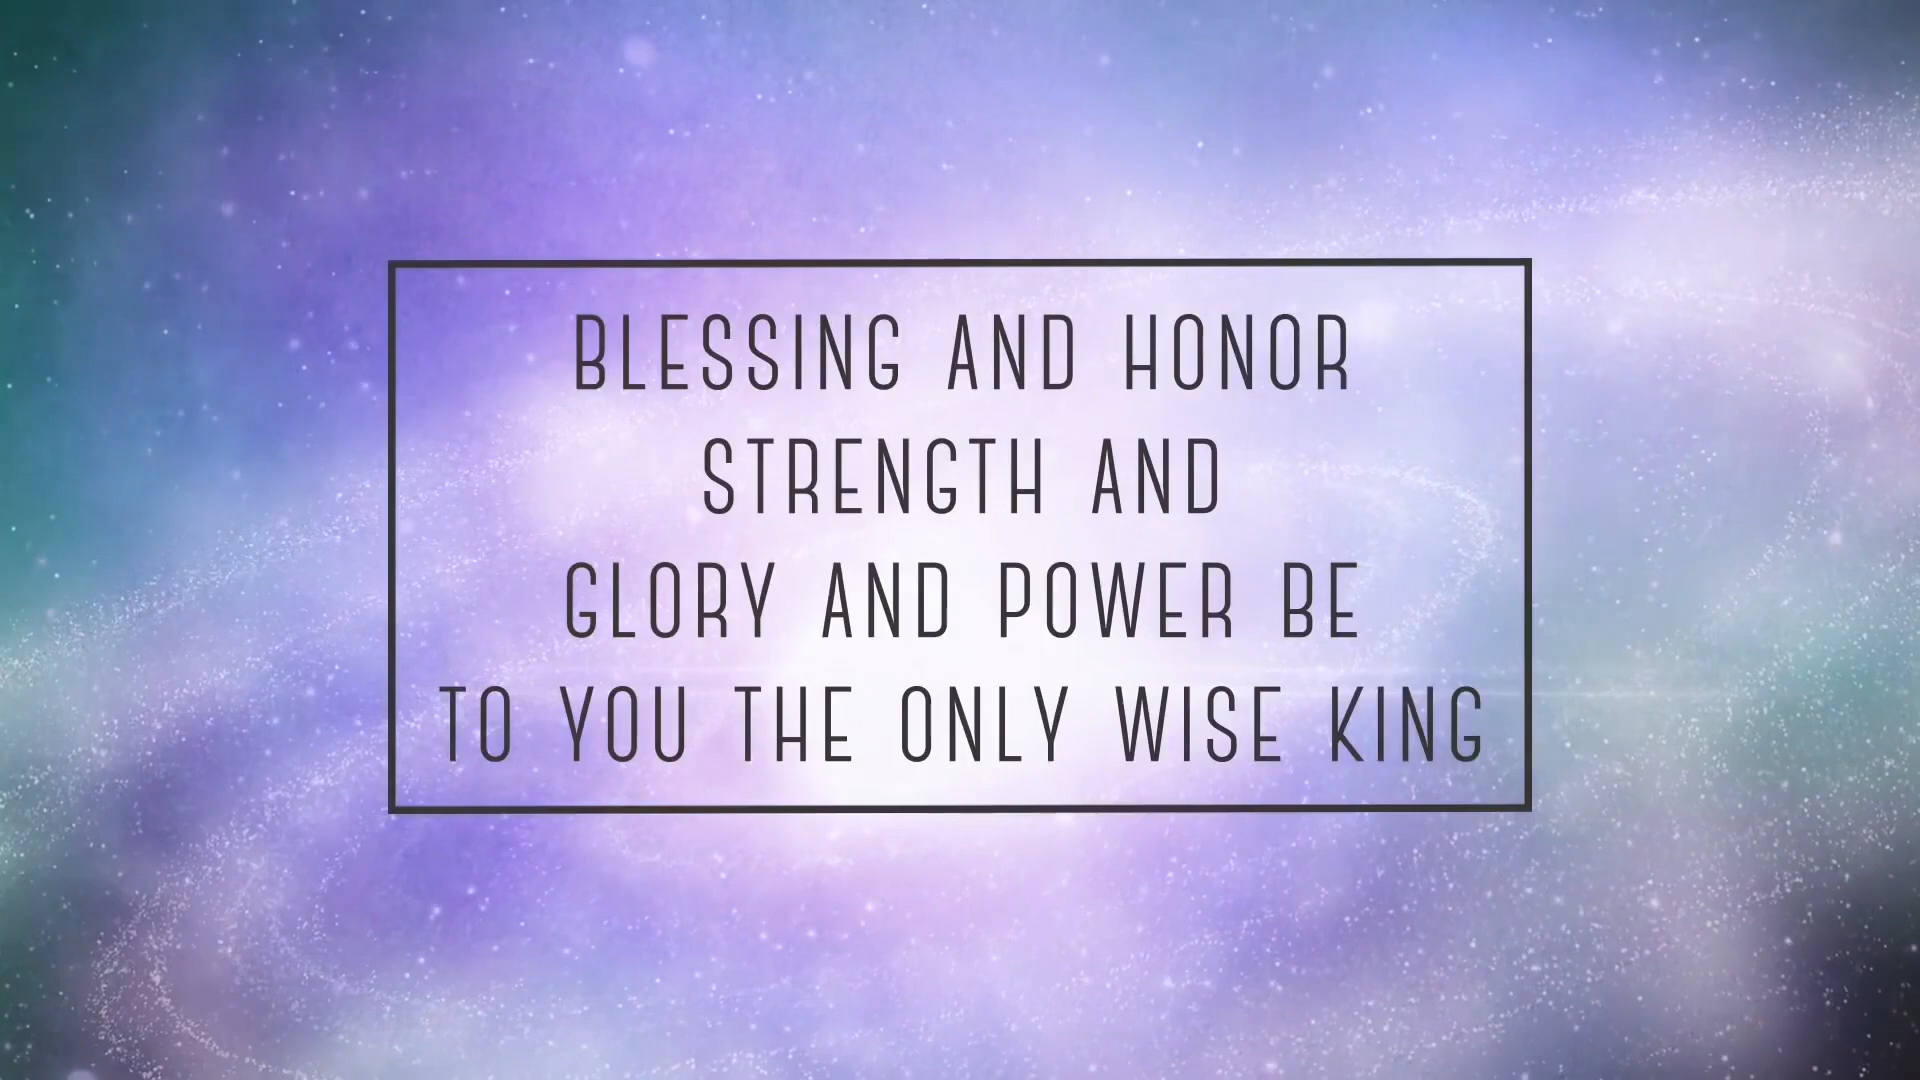 BLESSING AND HONOR
STRENGTH AND
GLORY AND POWER BE
TO YOU THE ONLY WISE KING